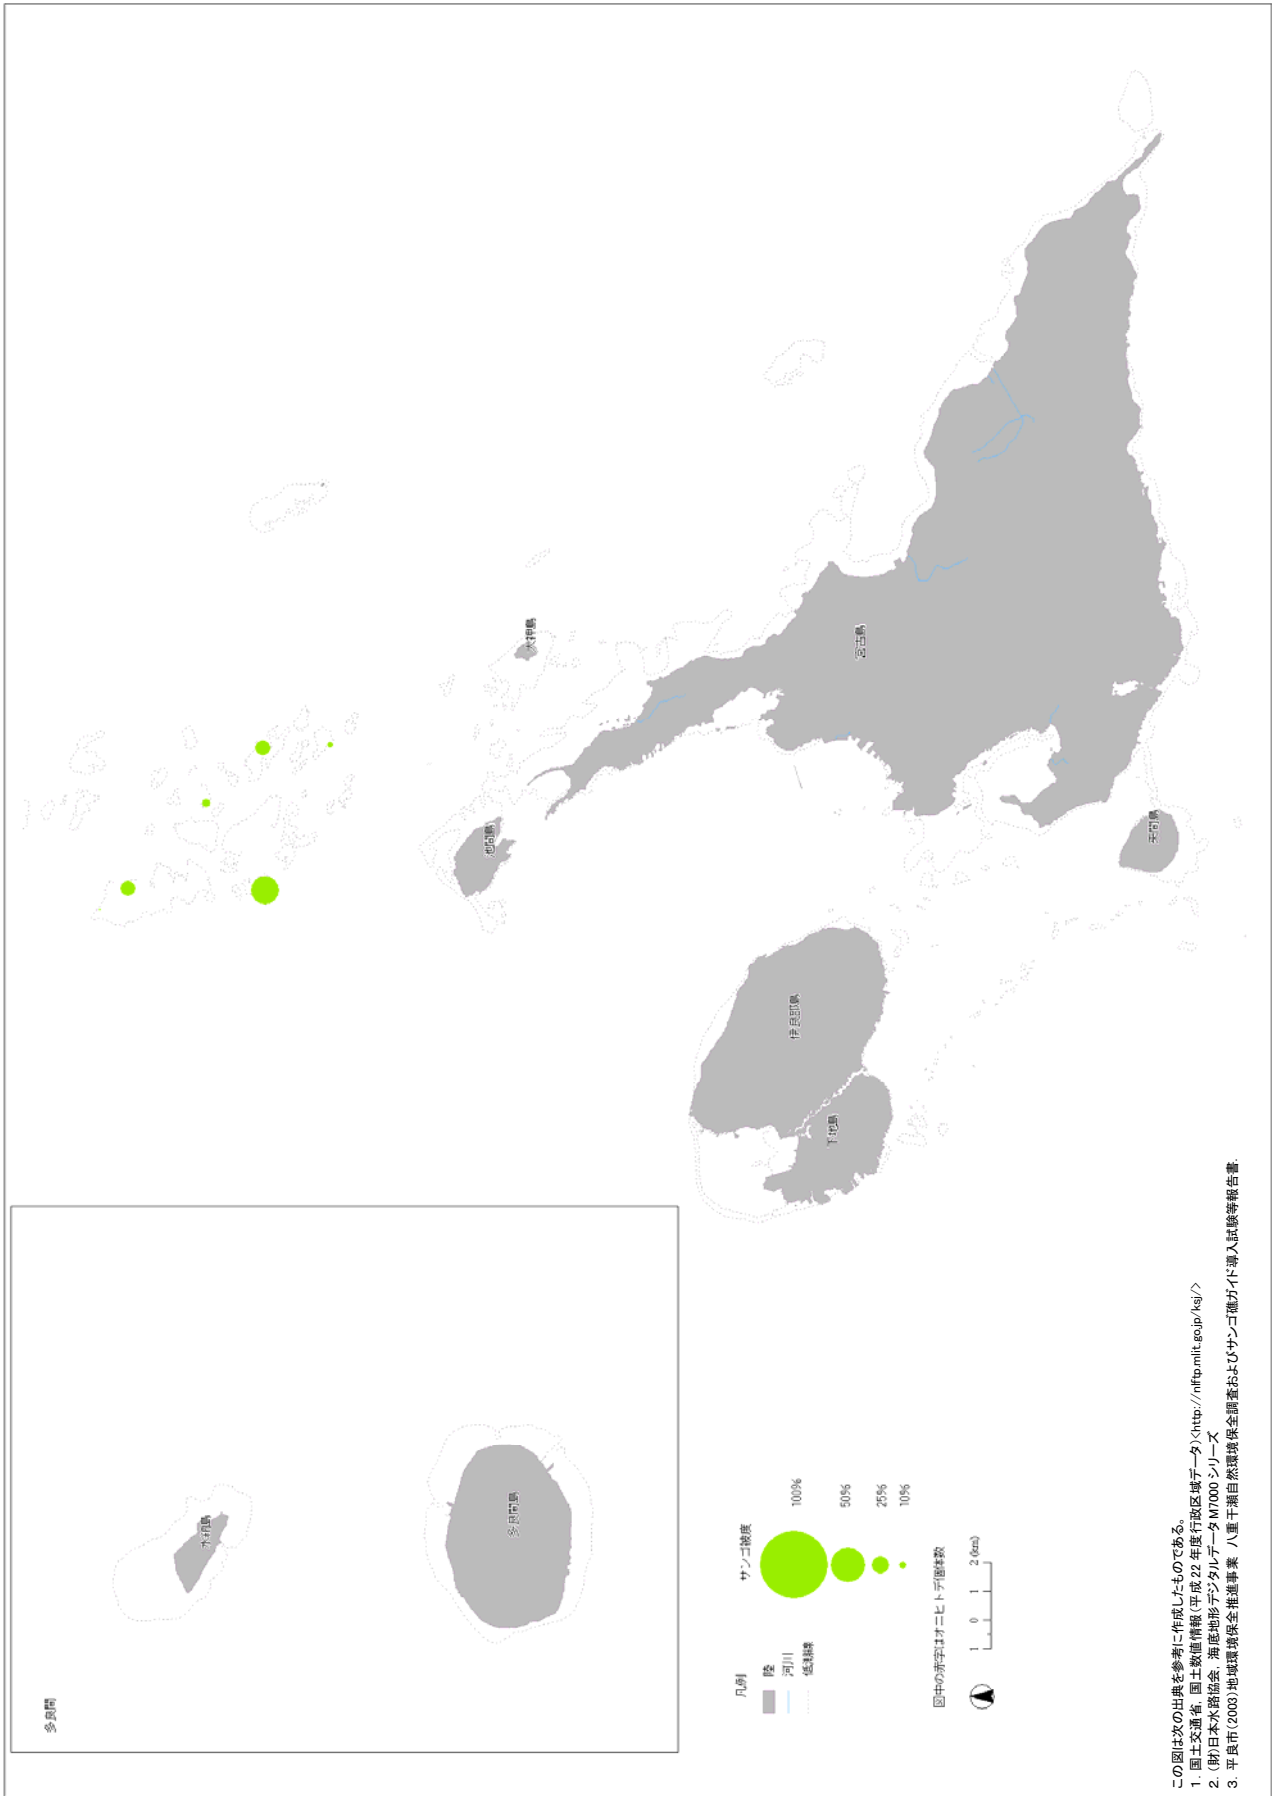 多良間
水納島
多良間島
池間島
大神島
宮古島
伊良部島
下地島
来間島
凡例
陸
河川
低潮線
サンゴ被度
100%
50%
25%
10%
図中の赤字はオニヒトデ個体数
1 0 1 2 (km)
この図は次の出典を参考に作成したものである。
1. 国土交通省, 国土数値情報(平成22年度行政区域データ)<http://nlftp.mlit.go.jp/ksj/>
2. (財)日本水路協会, 海底地形デジタルデータM7000シリーズ
3. 平良市(2003)地域環境保全推進事業 八重干瀬自然環境保全調査およびサンゴ礁ガイド導入試験等報告書.